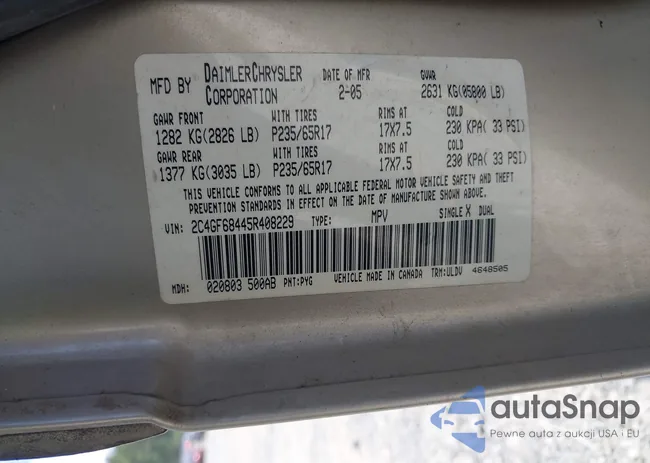 MFD BY DAIMLERCHRYSLER CORPORATION DATE OF MFR 2-05 GVWR 2631 KG(05800 LB)
GAWR FRONT WITH TIRES RIMS AT COLD
1282 KG(2826 LB) P235/65R17 17X7.5 230 KPA( 33 PSI)
GAWR REAR WITH TIRES RIMS AT COLD
1377 KG(3035 LB) P235/65R17 17X7.5 230 KPA( 33 PSI)
THIS VEHICLE CONFORMS TO ALL APPLICABLE FEDERAL MOTOR VEHICLE SAFETY AND THEFT
PREVENTION STANDARDS IN EFFECT ON THE DATE OF MANUFACTURE SHOWN ABOVE.
VIN: 2C4GF68445R408229 TYPE: MPV SINGLE X DUAL
MDH: 020803 500AB PNT:PYG VEHICLE MADE IN CANADA TRM:ULDV 4648505
autaSnap
Pewne auta z aukcji USA i EU